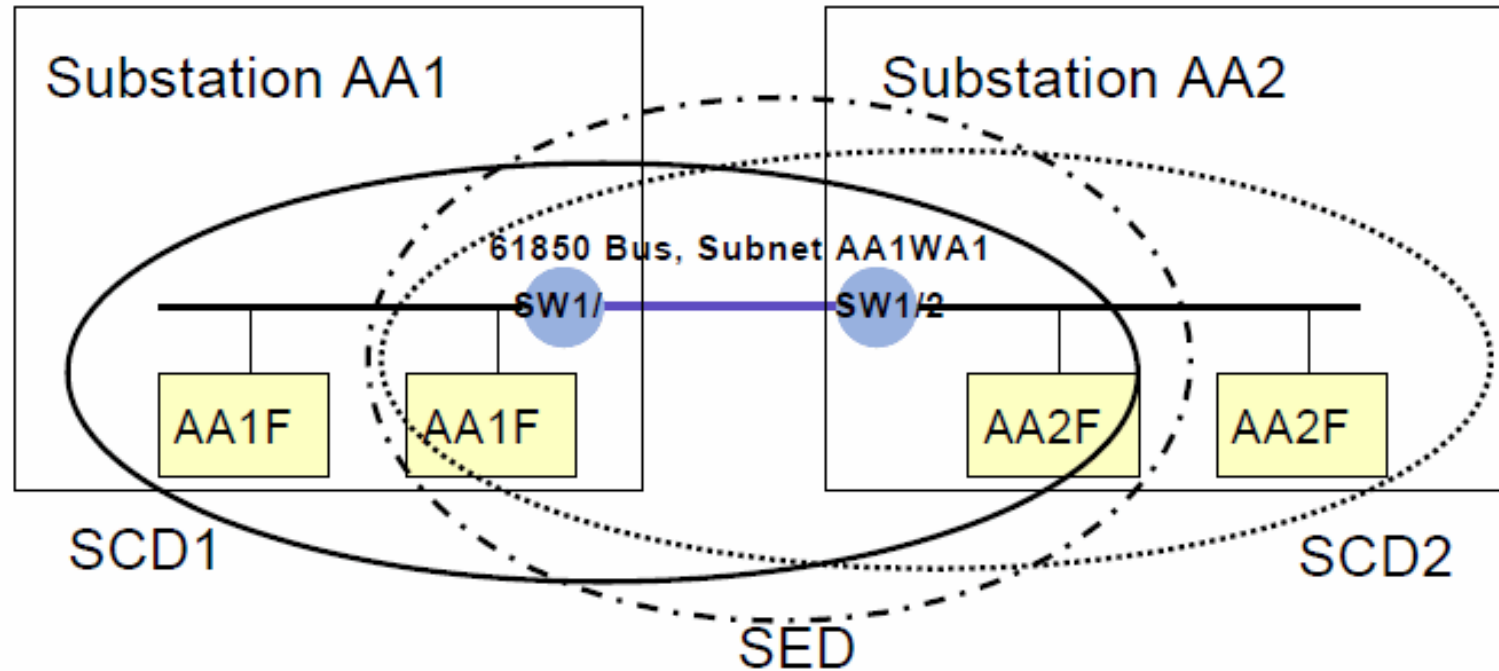 Substation AA1
Substation AA2
61850 Bus, Subnet AA1WA1
SW1/
SW1/2
AA1F
AA1F
AA2F
AA2F
SCD1
SCD2
SED